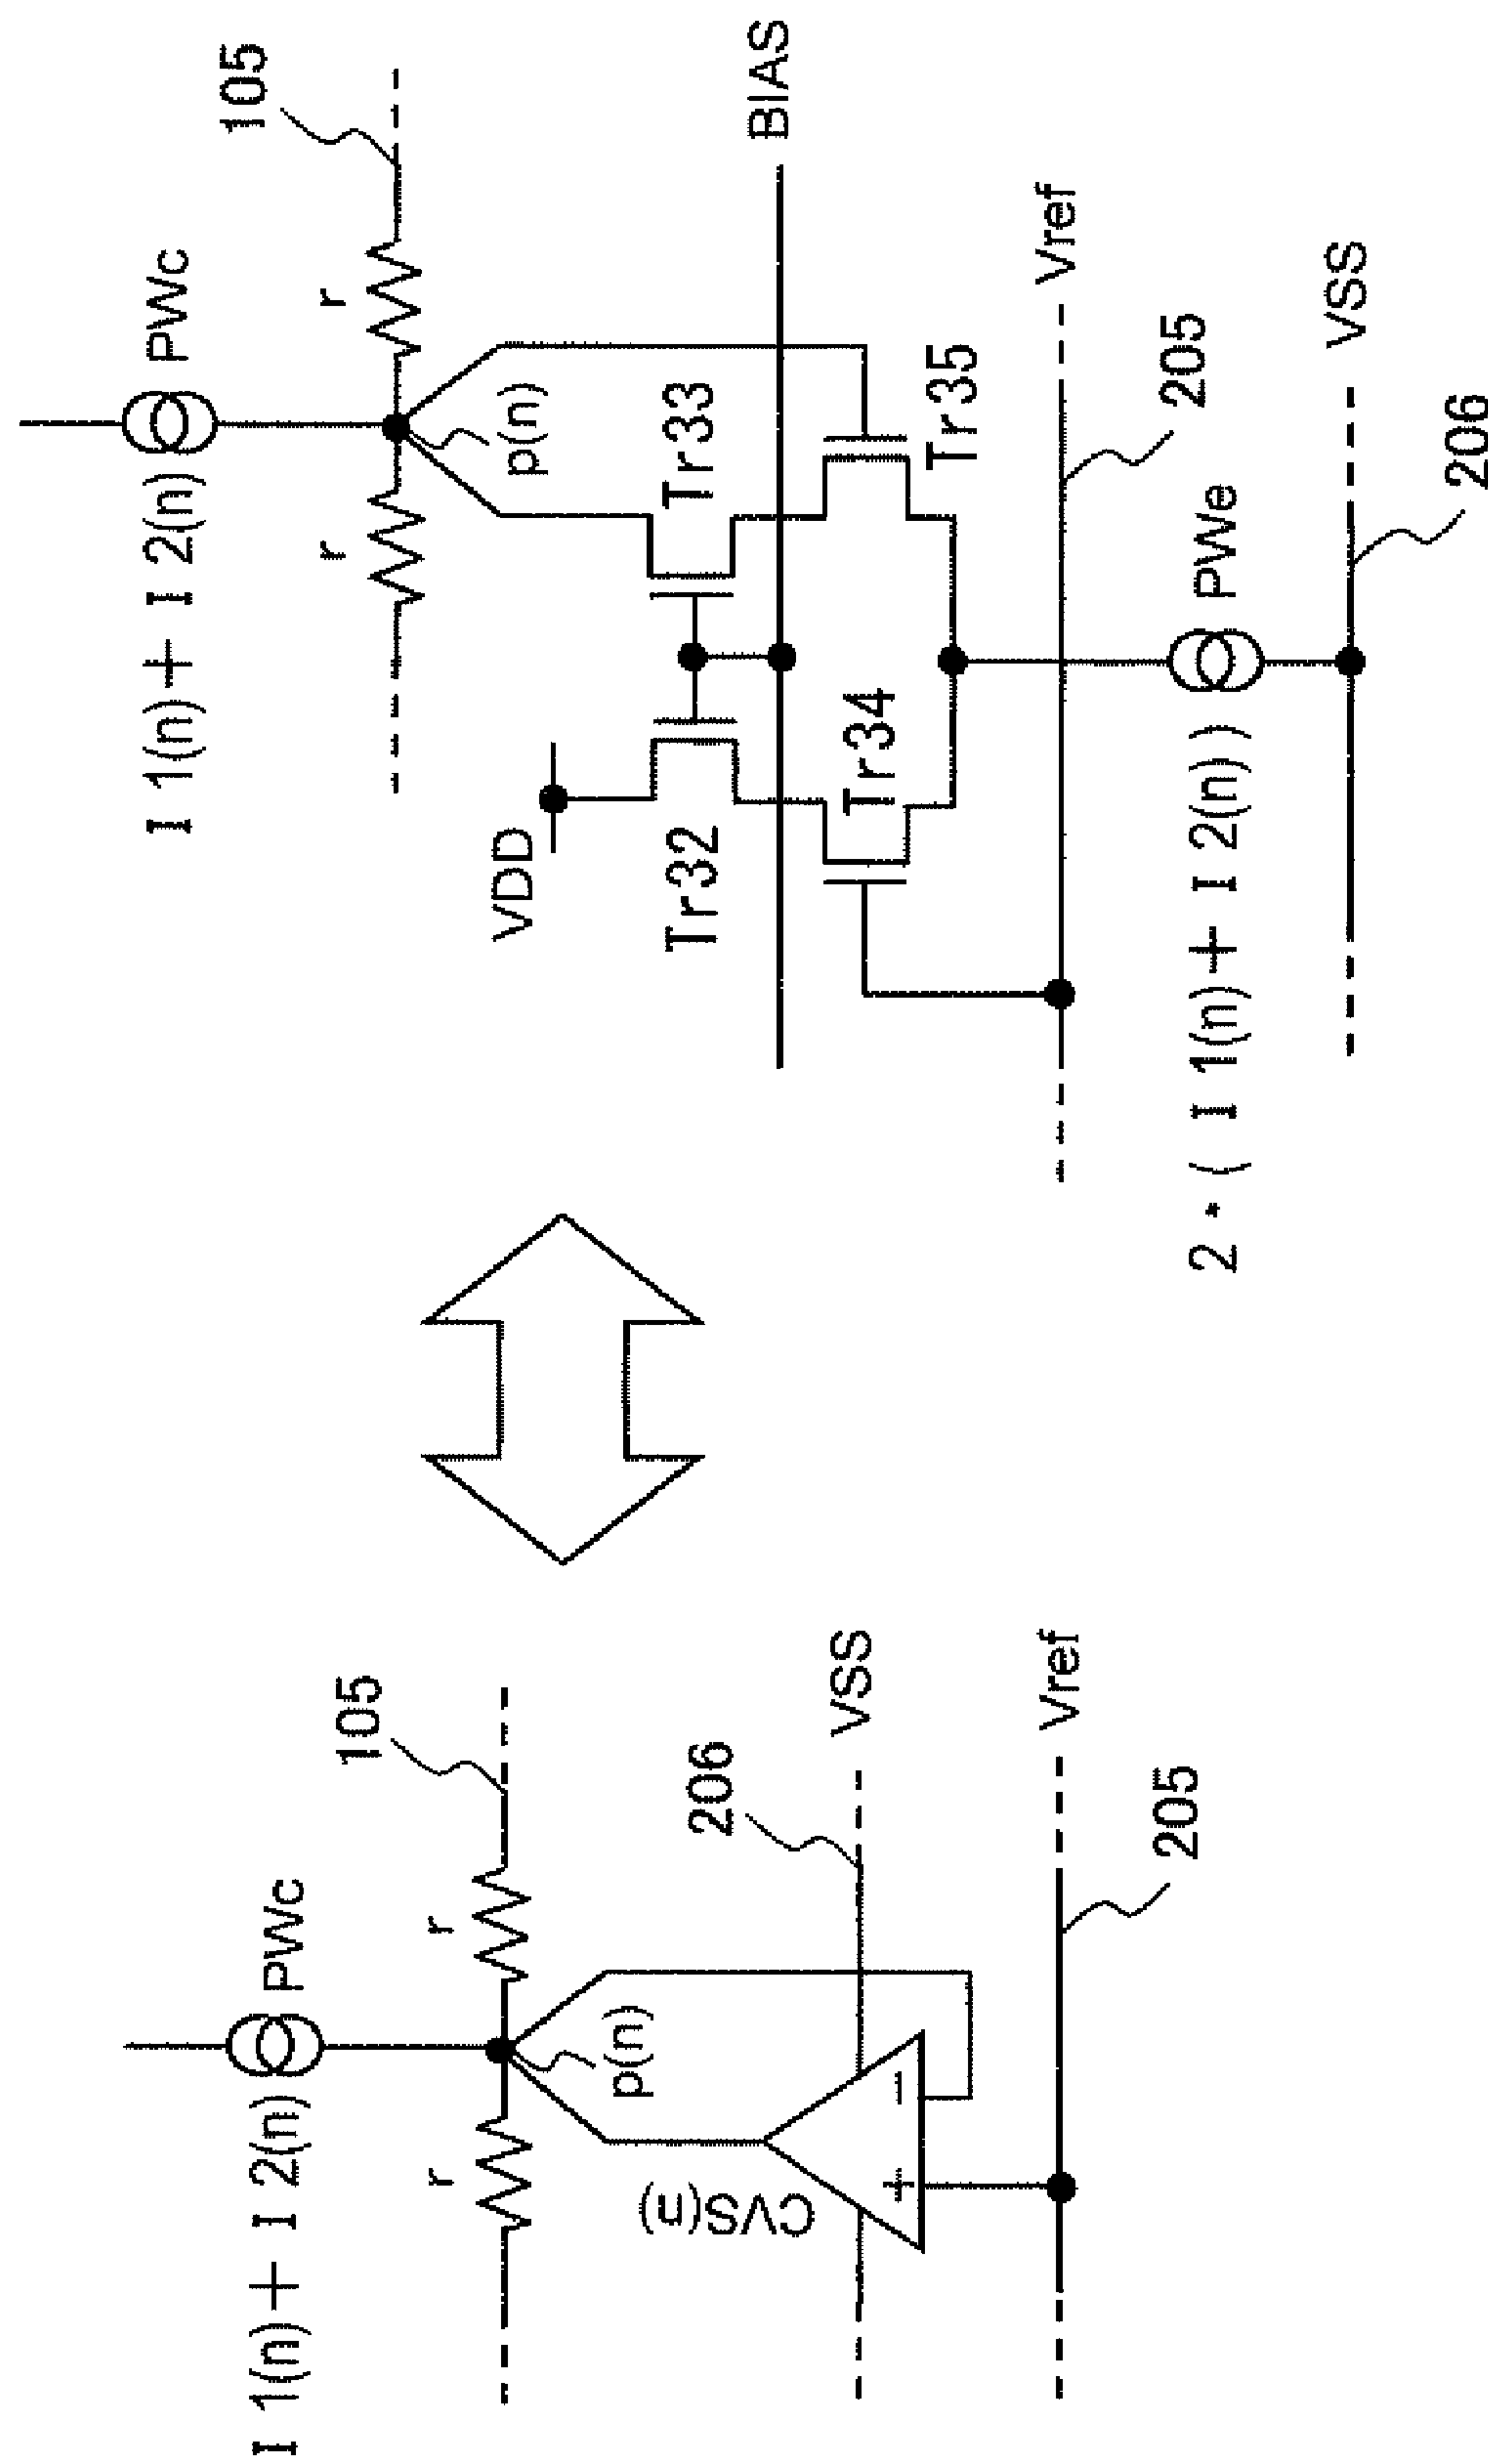 I 1(n)+ I 2(n)
PWc
r
r
105
p(n)
CVS(n)
+
−
206
VSS
Vref
205
I 1(n)+ I 2(n)
PWc
r
r
105
p(n)
VDD
Tr32
Tr33
BIAS
Tr34
Tr35
Vref
205
2・( I 1(n)+ I 2(n) )
PWe
VSS
206